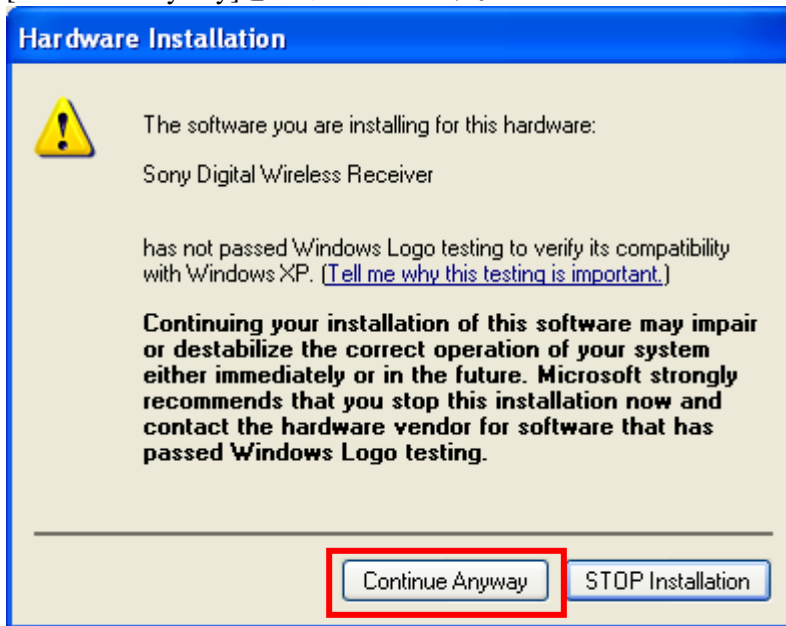 Hardware Installation
The software you are installing for this hardware:
Sony Digital Wireless Receiver
has not passed Windows Logo testing to verify its compatibility
with Windows XP. (Tell me why this testing is important.)
Continuing your installation of this software may impair
or destabilize the correct operation of your system
either immediately or in the future. Microsoft strongly
recommends that you stop this installation now and
contact the hardware vendor for software that has
passed Windows Logo testing.
Continue Anyway STOP Installation